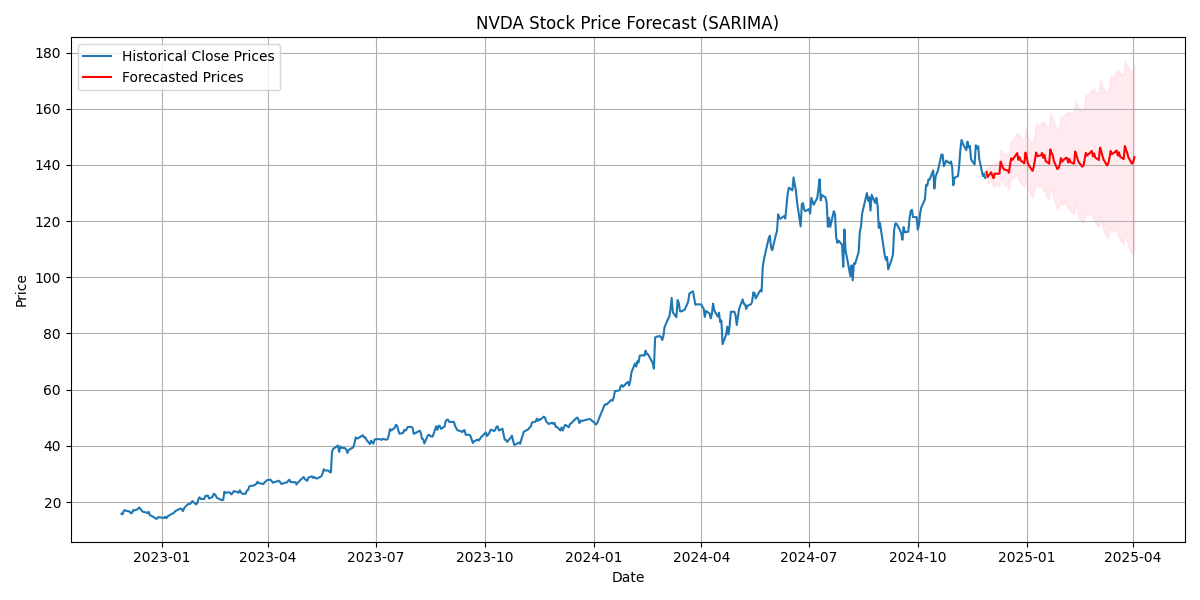 NVDA Stock Price Forecast (SARIMA)
Historical Close Prices
Forecasted Prices
Price
180
160
140
120
100
80
60
40
20
2023-01 2023-04 2023-07 2023-10 2024-01 2024-04 2024-07 2024-10 2025-01 2025-04
Date